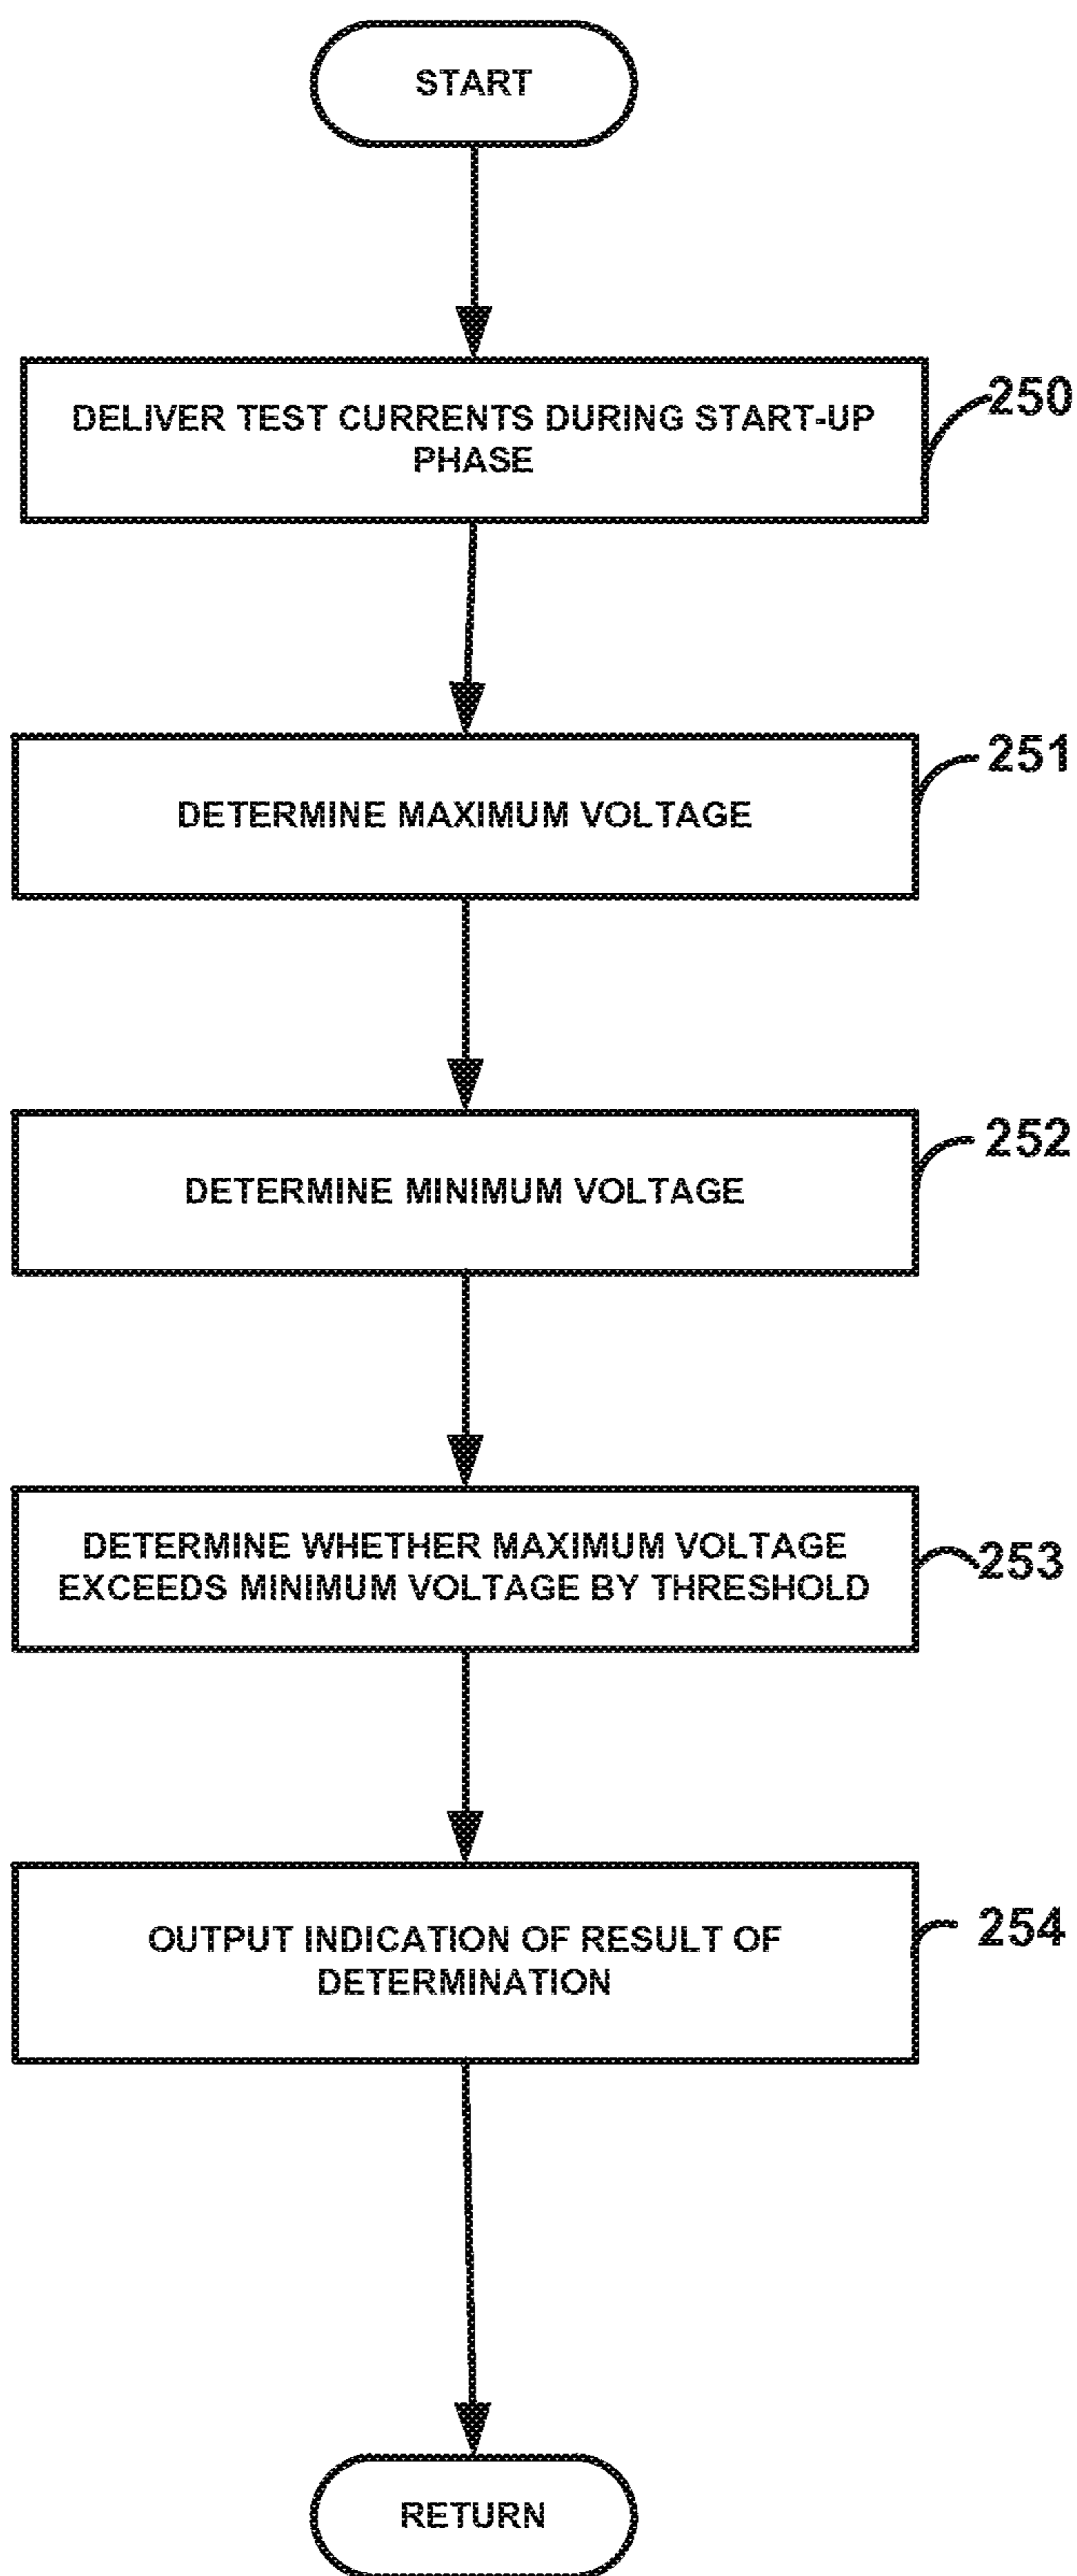 START
DELIVER TEST CURRENTS DURING START-UP
PHASE
250
DETERMINE MAXIMUM VOLTAGE
251
DETERMINE MINIMUM VOLTAGE
252
DETERMINE WHETHER MAXIMUM VOLTAGE
EXCEEDS MINIMUM VOLTAGE BY THRESHOLD
253
OUTPUT INDICATION OF RESULT OF
DETERMINATION
254
RETURN